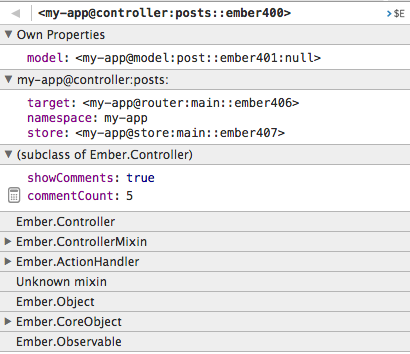 <my-app@controller:posts::ember400>
$E
Own Properties
model: <my-app@model:post::ember401:null>
my-app@controller:posts:
target: <my-app@router:main::ember406>
namespace: my-app
store: <my-app@store:main::ember407>
(subclass of Ember.Controller)
showComments: true
commentCount: 5
Ember.Controller
Ember.ControllerMixin
Ember.ActionHandler
Unknown mixin
Ember.Object
Ember.CoreObject
Ember.Observable